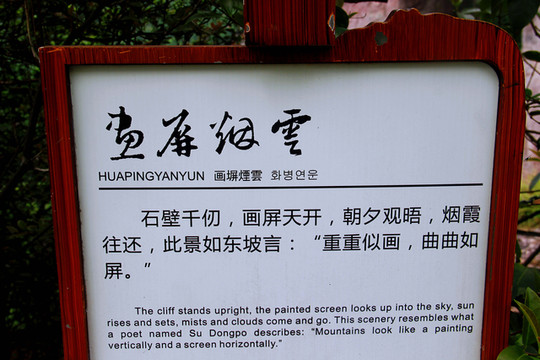 画屏烟雲
HUAPINGYANYUN 画塀煙雲 화병연운
石壁千仞，画屏天开，朝夕观晤，烟霞
往还，此景如东坡言：“重重似画，曲曲如
屏。”
The cliff stands upright, the painted screen looks up into the sky, sun
rises and sets, mists and clouds come and go. This scenery resembles what
a poet named Su Dongpo describes: "Mountains look like a painting
vertically and a screen horizontally."